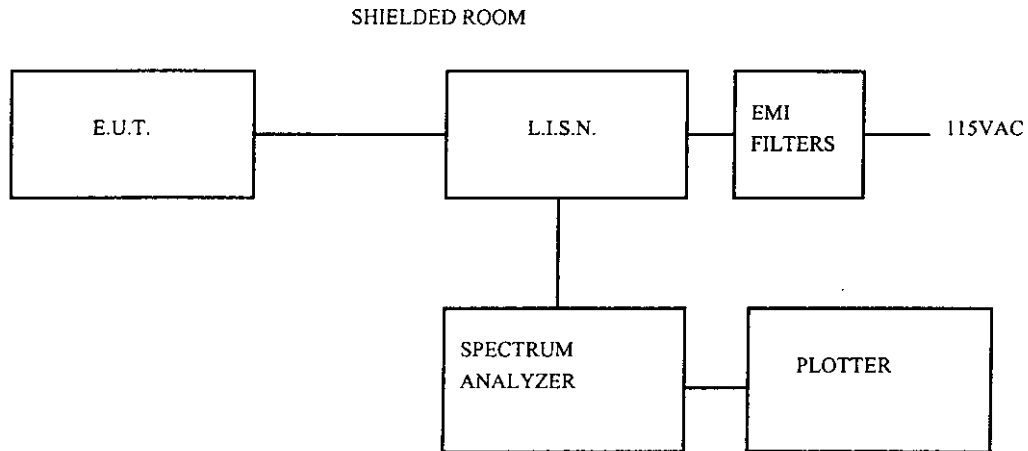 SHIELDED ROOM
E.U.T.
L.I.S.N.
EMI
FILTERS
115VAC
SPECTRUM
ANALYZER
PLOTTER